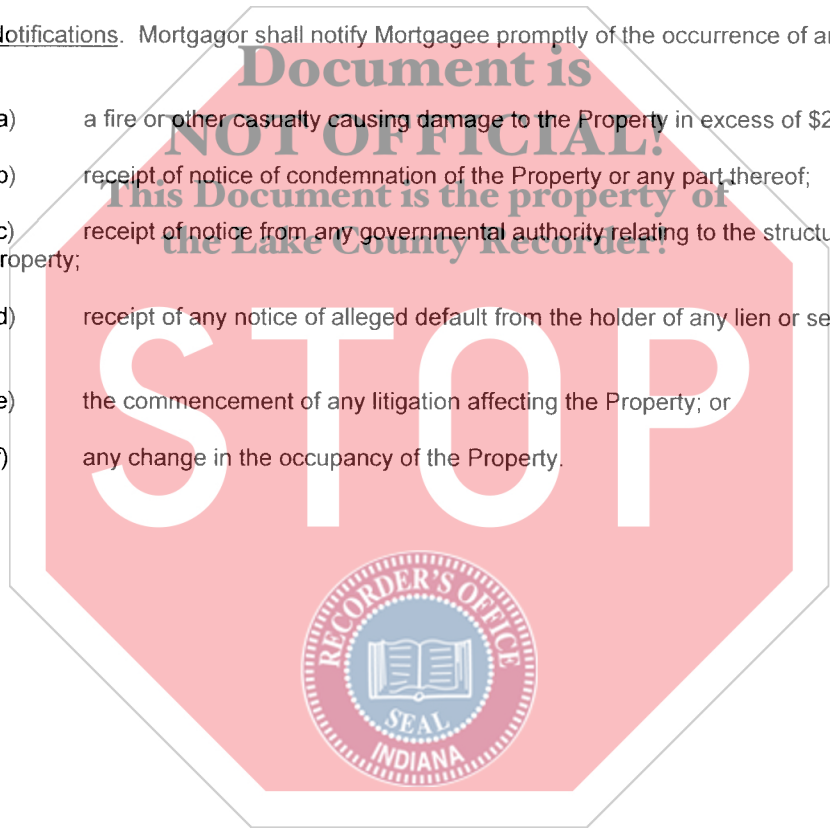 Notifications. Mortgagor shall notify Mortgagee promptly of the occurrence of
Document is
a) a fire or other casualty causing damage to the Property in excess of $2
NOT OFFICIAL!
b) receipt of notice of condemnation of the Property or any part thereof;
This Document is the property of
c) receipt of notice from any governmental authority relating to the
the Lake County Recorder!
roperty;
d) receipt of any notice of alleged default from the holder of any lien or
e) the commencement of any litigation affecting the Property; or
f) any change in the occupancy of the Property.
STOP
RECORDER'S OFFICE
SEAL
INDIANA